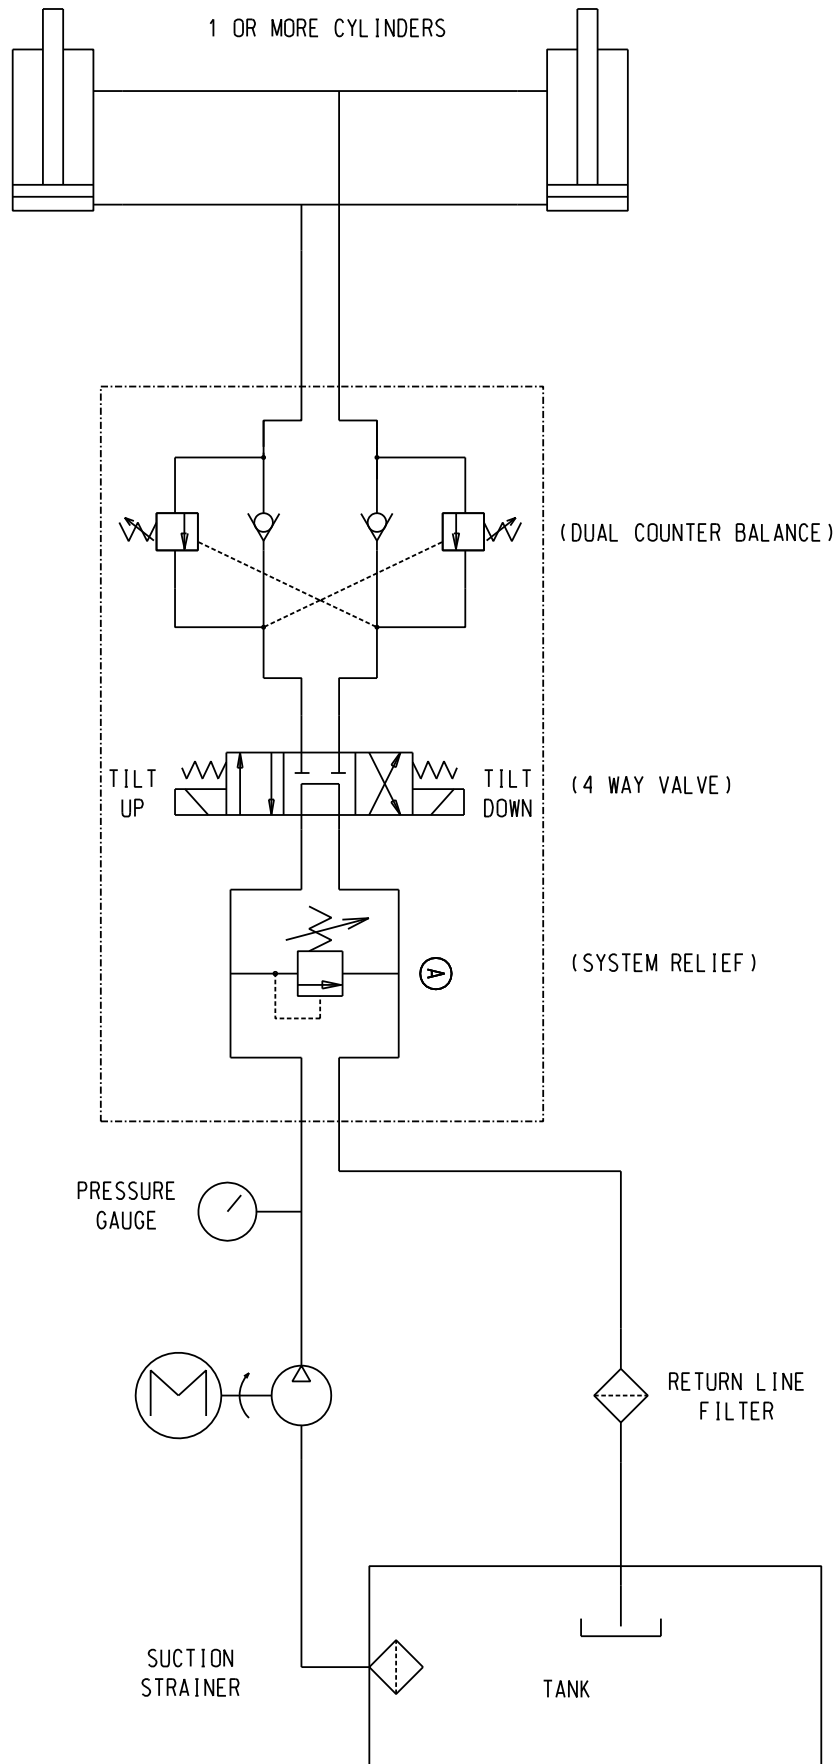 1 OR MORE CYLINDERS
(DUAL COUNTER BALANCE)
TILT
UP
TILT
DOWN
(4 WAY VALVE)
A
(SYSTEM RELIEF)
PRESSURE
GAUGE
M
RETURN LINE
FILTER
SUCTION
STRAINER
TANK